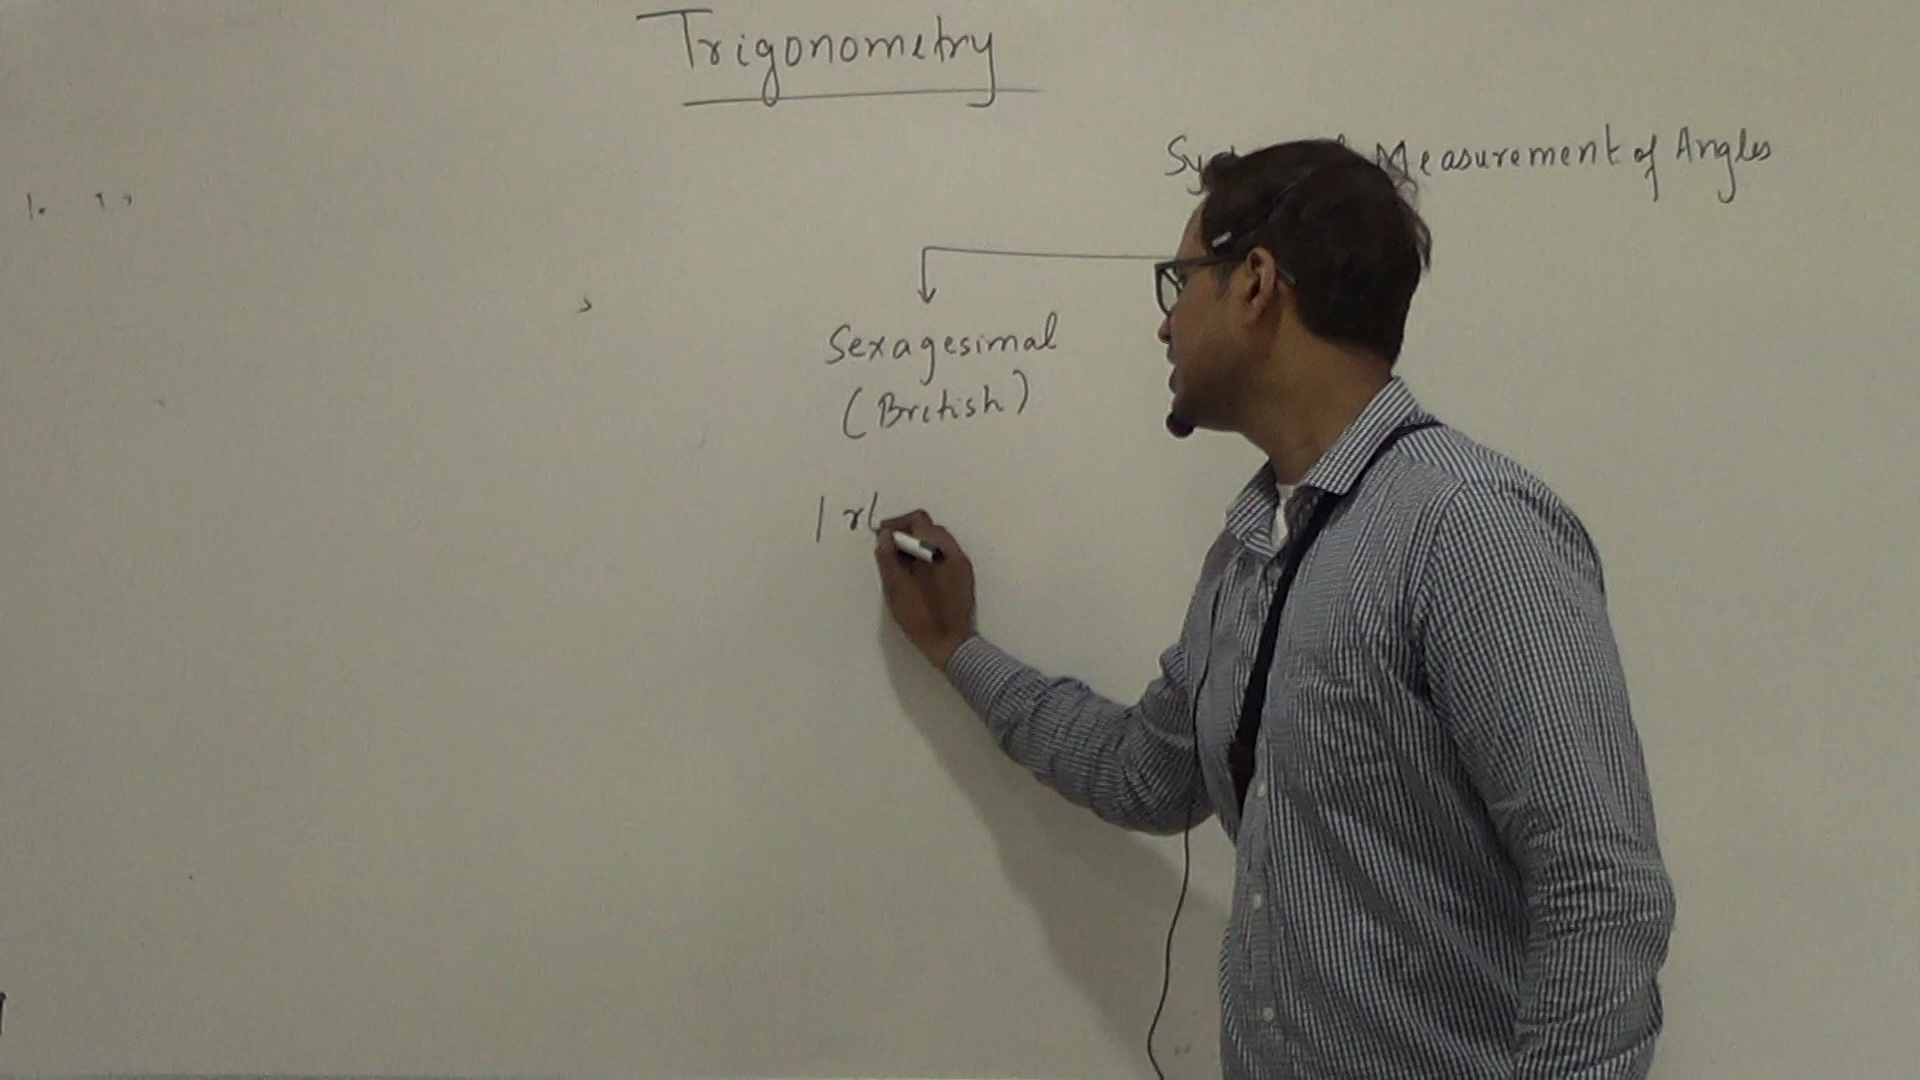 Trigonometry
Measurement of Angles
Sexagesimal
(British)
1 r